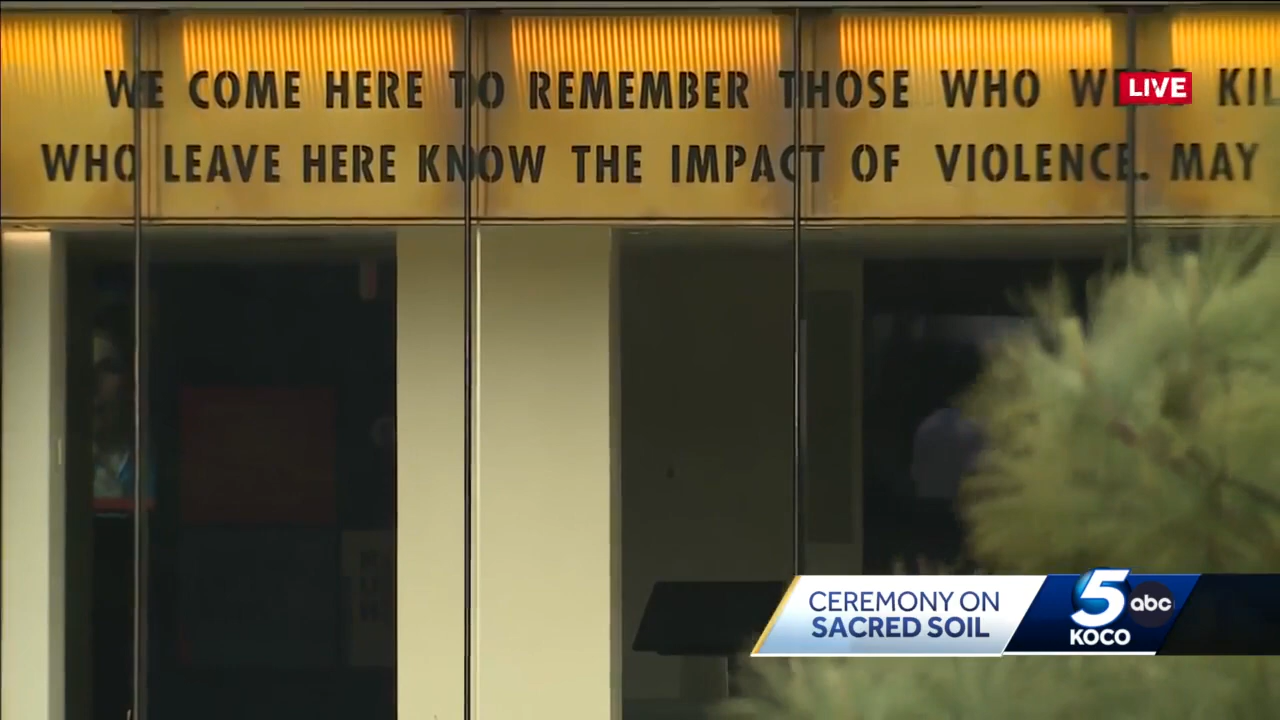 WE COME HERE TO REMEMBER THOSE WHO KIL
LIVE
WHO LEAVE HERE KNOW THE IMPACT OF VIOLENCE. MAY
CEREMONY ON
SACRED SOIL
5
abc
KOCO